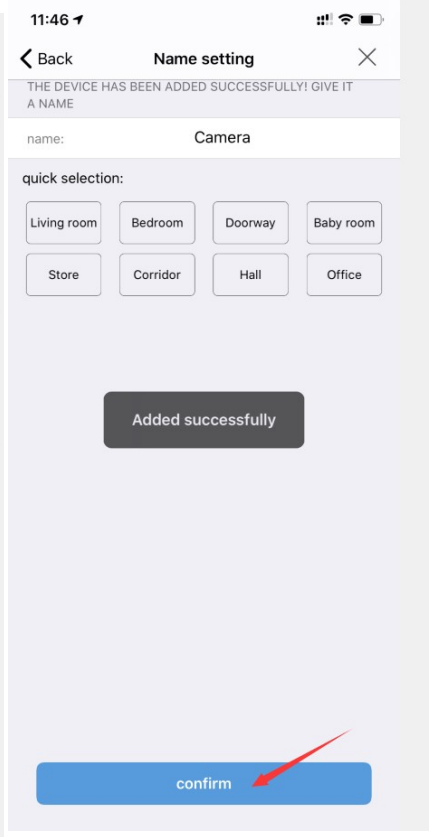 11:46
Back
Name setting
THE DEVICE HAS BEEN ADDED SUCCESSFULLY! GIVE IT
A NAME
name:
Camera
quick selection:
Living room
Bedroom
Doorway
Baby room
Store
Corridor
Hall
Office
Added successfully
confirm